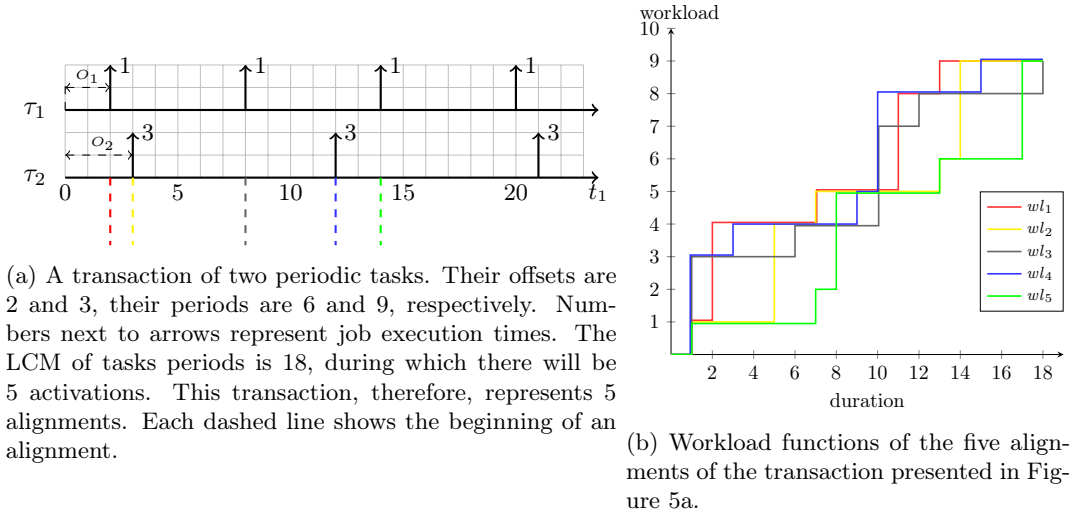 o1
τ1
1 1 1 1
o2
τ2
3 3 3
0 5 10 15 20 t1
(a) A transaction of two periodic tasks. Their offsets are
2 and 3, their periods are 6 and 9, respectively. Num-
bers next to arrows represent job execution times. The
LCM of tasks periods is 18, during which there will be
5 activations. This transaction, therefore, represents 5
alignments. Each dashed line shows the beginning of an
alignment.
workload
10
9
8
7
6
5
4
3
2
1
2 4 6 8 10 12 14 16 18
duration
wl1
wl2
wl3
wl4
wl5
(b) Workload functions of the five align-
ments of the transaction presented in Fig-
ure 5a.